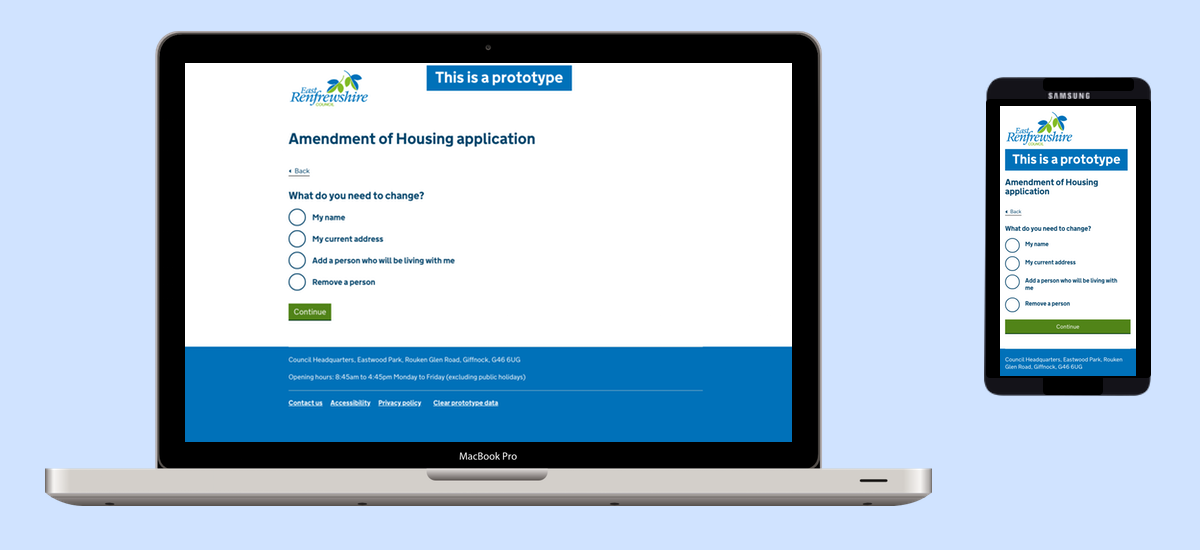 East
Renfrewshire
COUNCIL
This is a prototype
Amendment of Housing application
Back
What do you need to change?
My name
My current address
Add a person who will be living with me
Remove a person
Continue
Council Headquarters, Eastwood Park, Rouken Glen Road, Giffnock, G46 6UG
Opening hours: 8:45am to 4:45pm Monday to Friday (excluding public holidays)
Contact us Accessibility Privacy policy Clear prototype data
MacBook Pro
SAMSUNG
East
Renfrewshire
COUNCIL
This is a prototype
Amendment of Housing
application
Back
What do you need to change?
My name
My current address
Add a person who will be living with
me
Remove a person
Continue
Council Headquarters, Eastwood Park, Rouken
Glen Road, Giffnock, G46 6UG